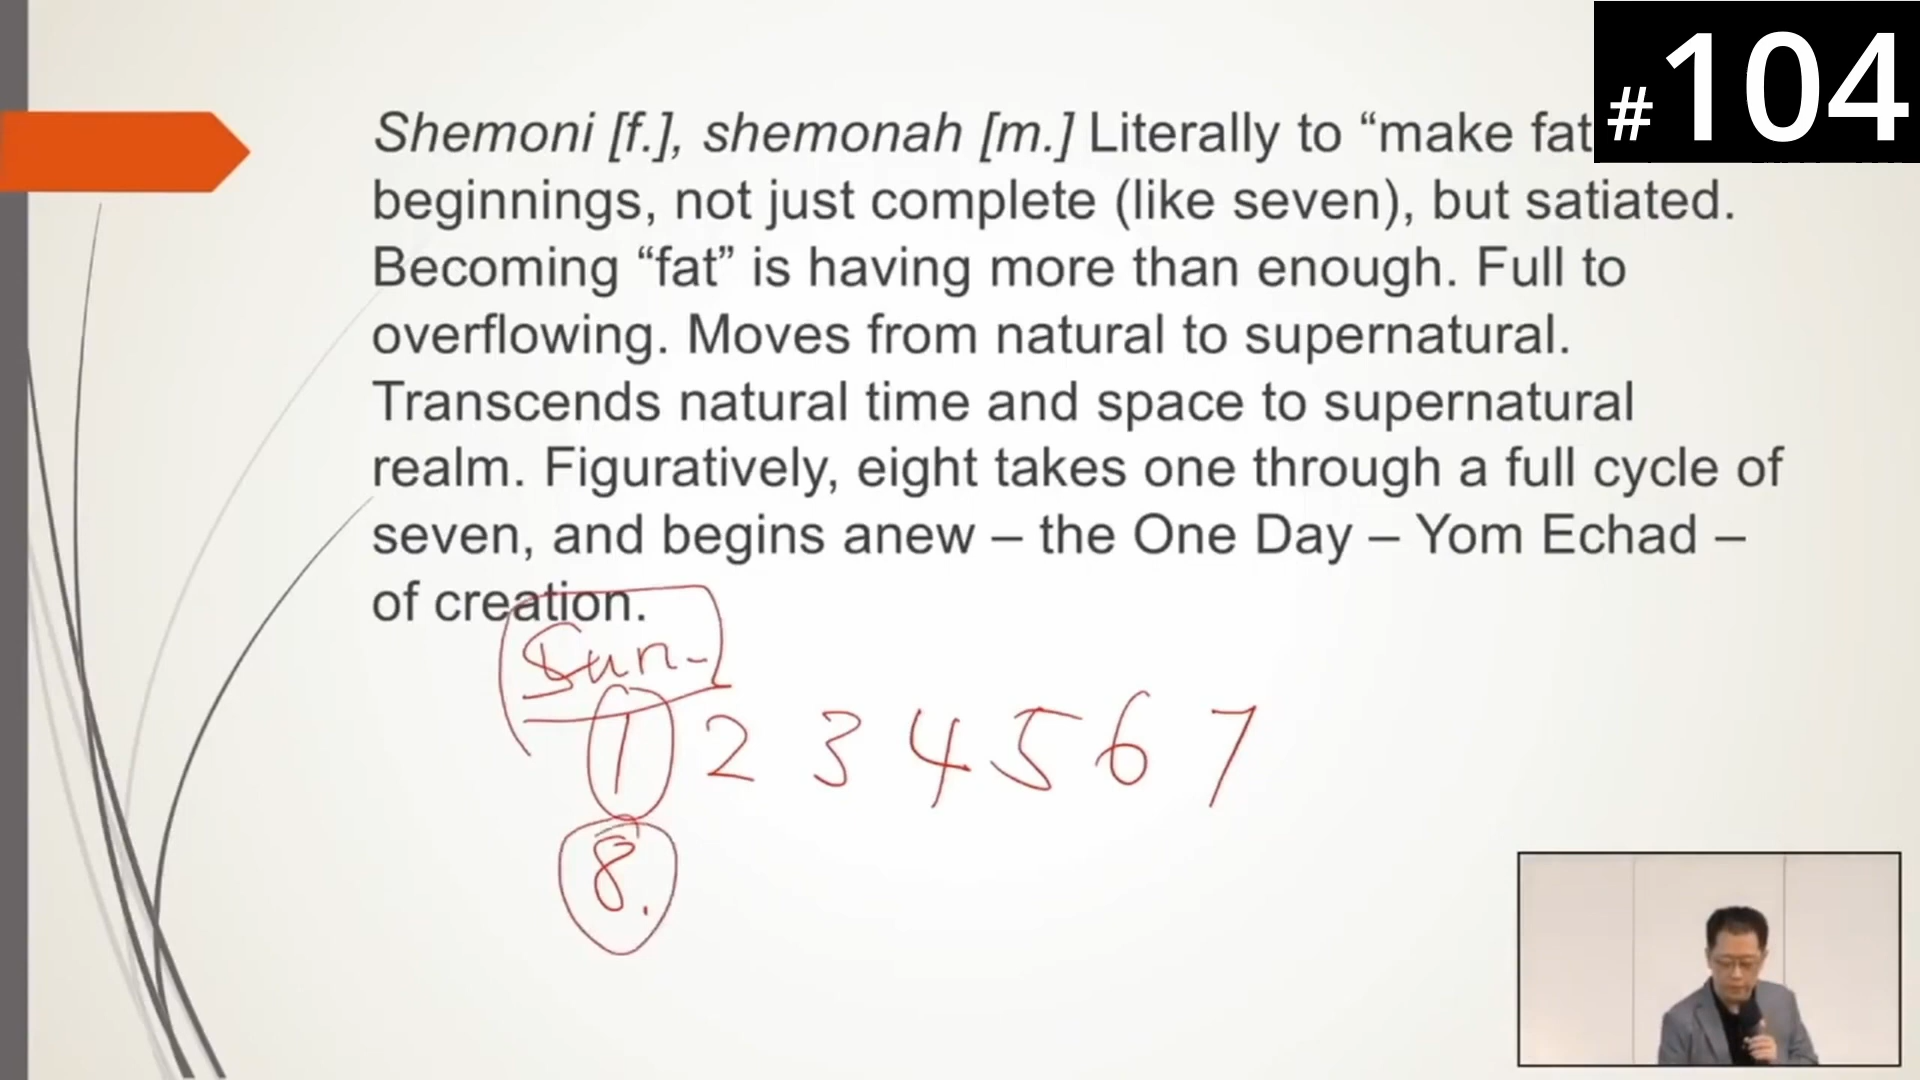 #104
Shemoni [f.], shemonah [m.] Literally to “make fat
beginnings, not just complete (like seven), but satiated.
Becoming “fat” is having more than enough. Full to
overflowing. Moves from natural to supernatural.
Transcends natural time and space to supernatural
realm. Figuratively, eight takes one through a full cycle of
seven, and begins anew – the One Day – Yom Echad –
of creation.
Sun.
1 2 3 4 5 6 7
8.